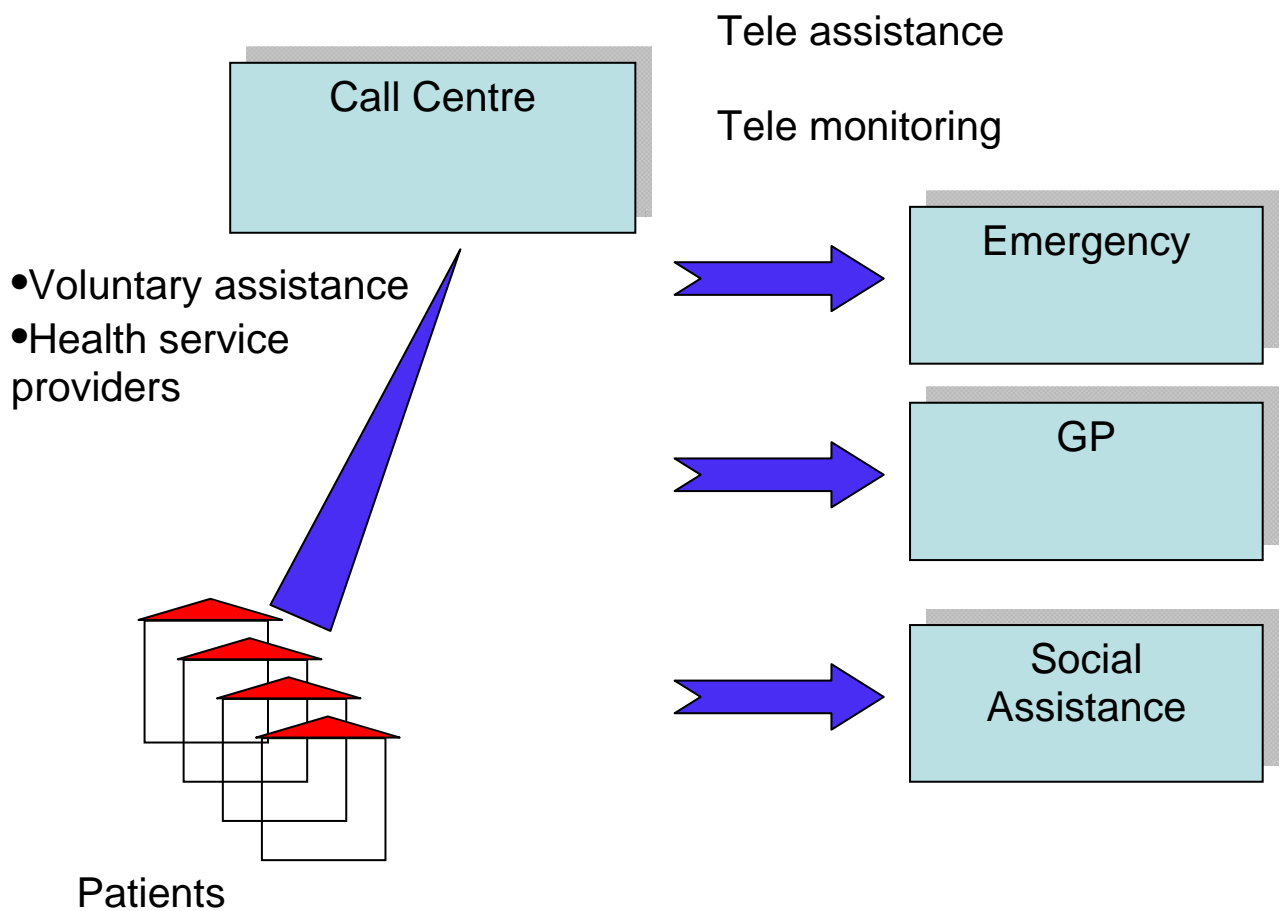 Tele assistance
Call Centre
Tele monitoring
Emergency
•Voluntary assistance
•Health service
providers
GP
Social
Assistance
Patients